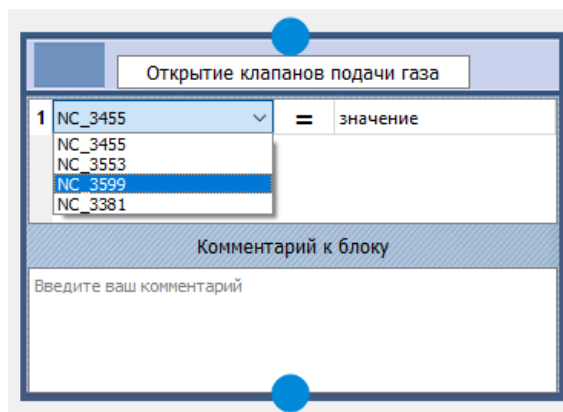 Открытие клапанов подачи газа
1 NC_3455 = значение
NC_3455
NC_3553
NC_3599
NC_3381
Комментарий к блоку
Введите ваш комментарий